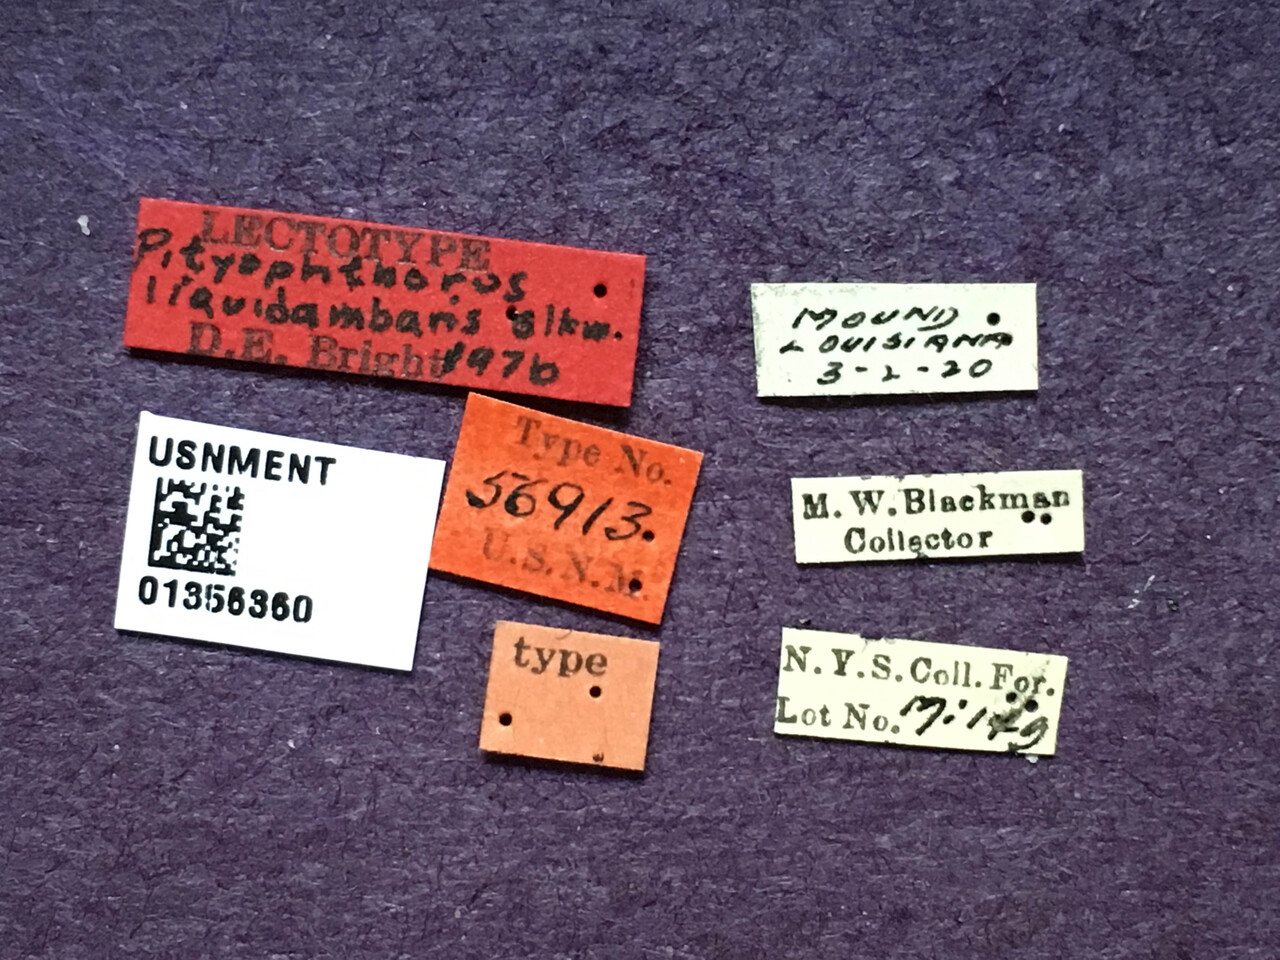 LECTOTYPE
Pityophthorus
liquidambaris Blkm.
D.E. Bright 1976
USNMENT
01356360
Type No.
56913.
U.S.N.M.
type
MOUND
LOUISIANA
3-2-20
M. W. Blackman
Collector
N. Y. S. Coll. For.
Lot No.